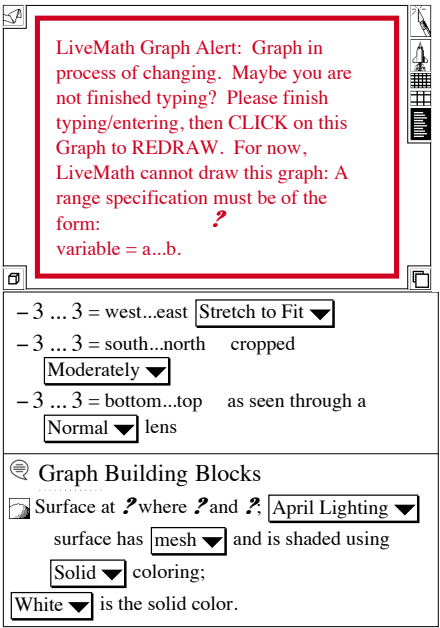 LiveMath Graph Alert: Graph in
process of changing. Maybe you are
not finished typing? Please finish
typing/entering, then CLICK on this
Graph to REDRAW. For now,
LiveMath cannot draw this graph: A
range specification must be of the
form: ?
variable = a...b.
− 3 ... 3 = west...east Stretch to Fit
− 3 ... 3 = south...north cropped
Moderately
− 3 ... 3 = bottom...top as seen through a
Normal lens
Graph Building Blocks
Surface at ? where ? and ?; April Lighting
surface has mesh and is shaded using
Solid coloring;
White is the solid color.